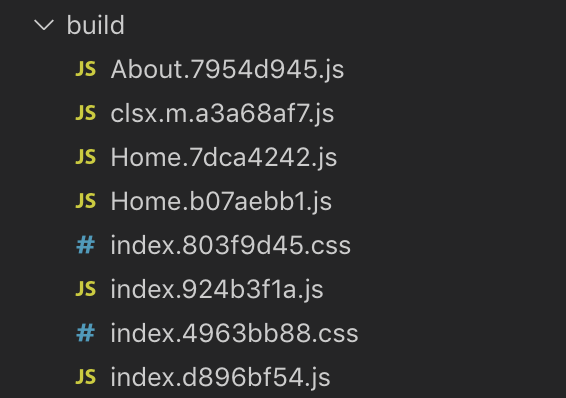 build
JS About.7954d945.js
JS clsx.m.a3a68af7.js
JS Home.7dca4242.js
JS Home.b07aebb1.js
# index.803f9d45.css
JS index.924b3f1a.js
# index.4963bb88.css
JS index.d896bf54.js